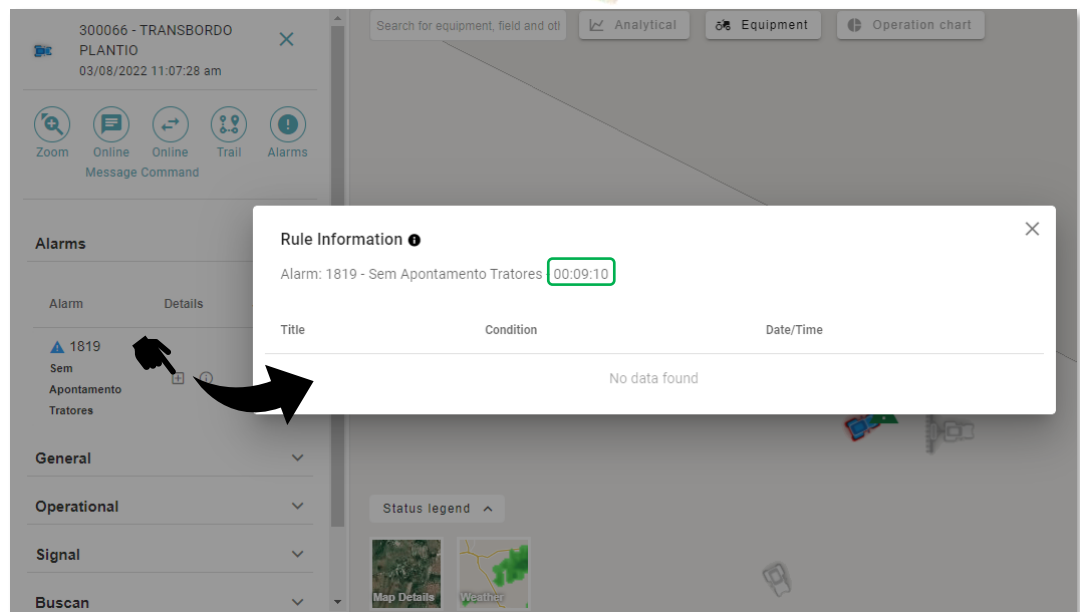 300066 - TRANSBORDO
PLANTIO
03/08/2022 11:07:28 am
Zoom
Online
Message
Online
Command
Trail
Alarms
Alarms
Alarm
Details
1819
Sem
Apontamento
Tratores
General
Operational
Signal
Buscan
Search for equipment, field and otl
Analytical
Equipment
Operation chart
Rule Information
Alarm: 1819 - Sem Apontamento Tratores - 00:09:10
Title
Condition
Date/Time
No data found
Status legend
Map Details
Weather